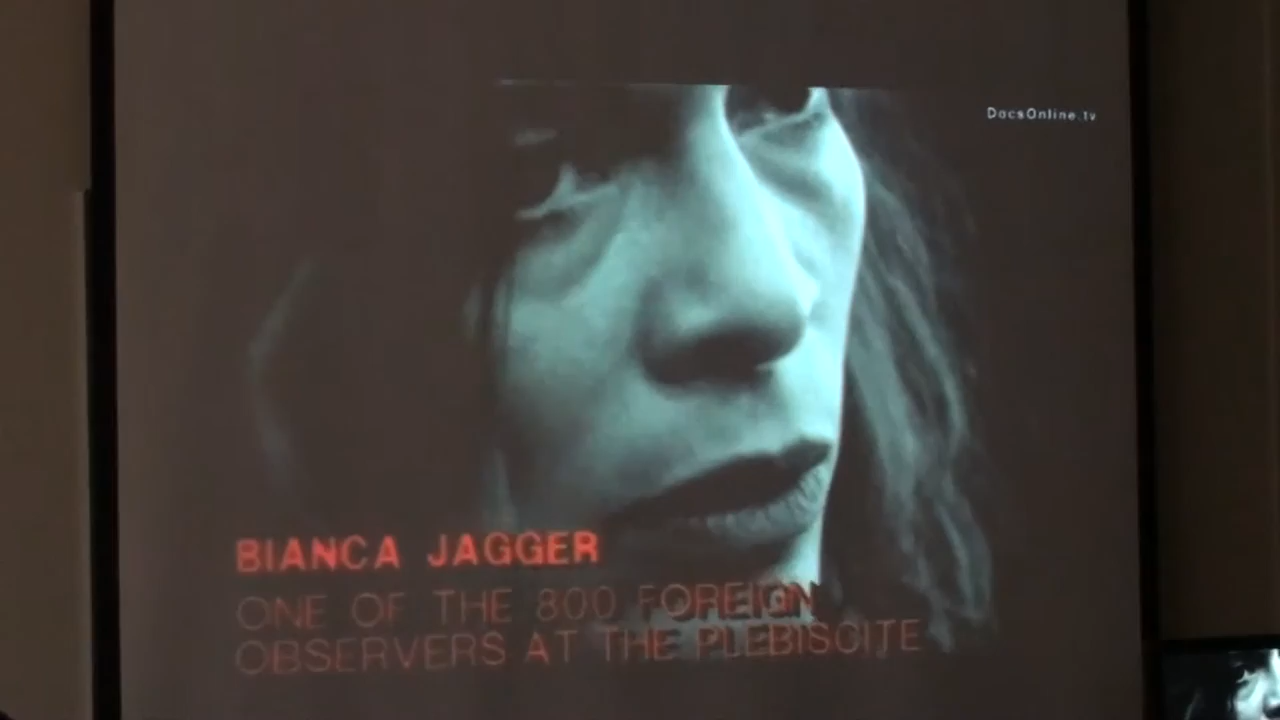 DocsOnline.tv
BIANCA JAGGER
ONE OF THE 800 FOREIGN
OBSERVERS AT THE PLEBISCITE